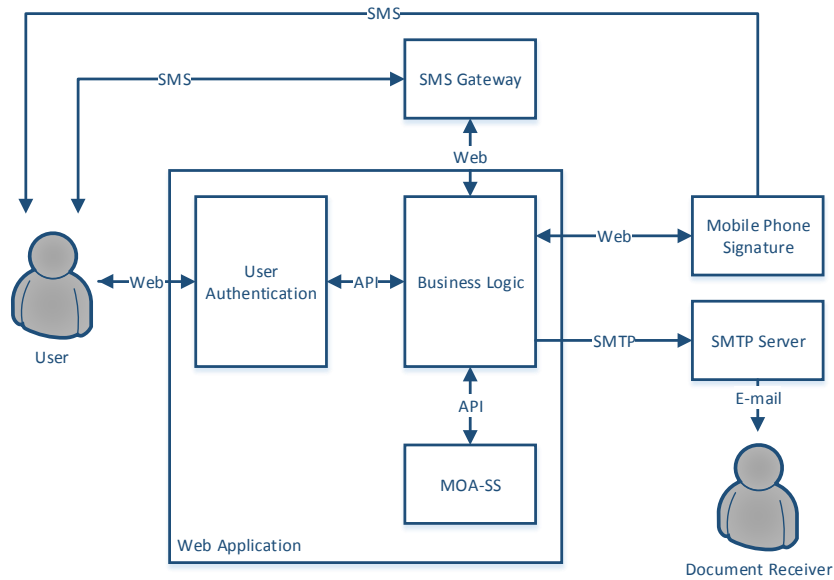 SMS
SMS
SMS Gateway
Web
Mobile Phone
Signature
Web
User
Authentication
Web
API
Business Logic
SMTP
SMTP Server
User
API
E-mail
MOA-SS
Web Application
Document Receiver